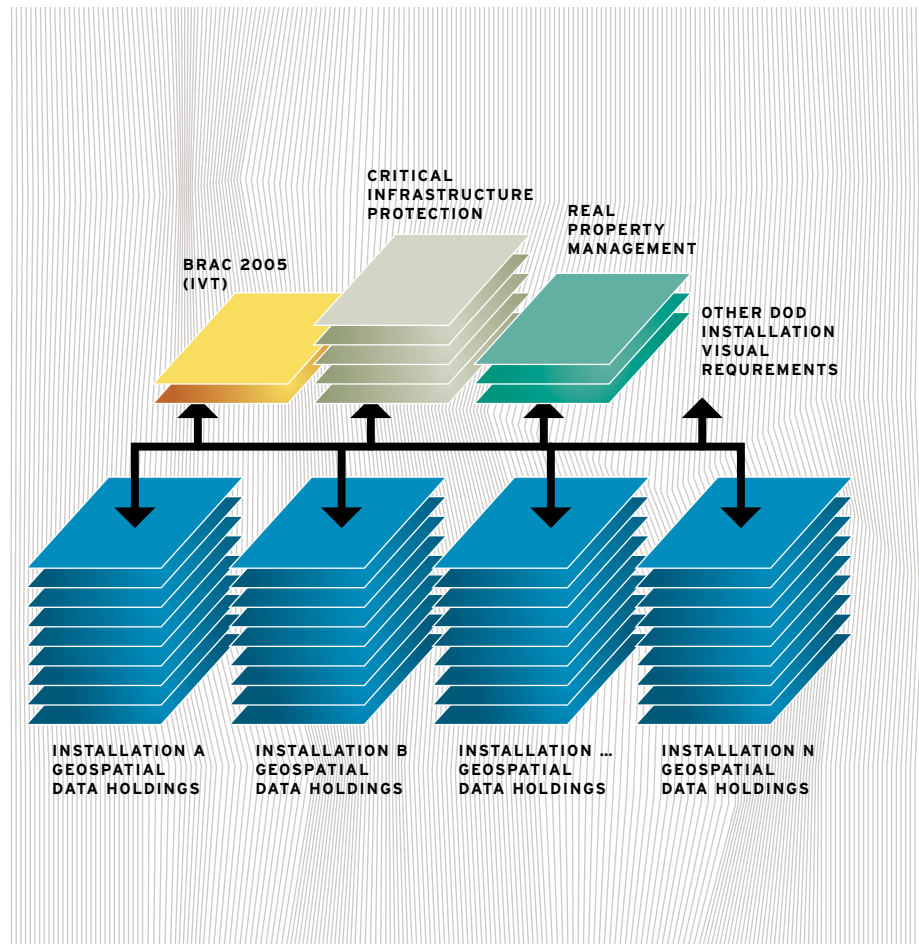 CRITICAL
INFRASTRUCTURE
PROTECTION
REAL
PROPERTY
MANAGEMENT
BRAC 2005
(IVT)
OTHER DOD
INSTALLATION
VISUAL
REQUREMENTS
INSTALLATION A
GEOSPATIAL
DATA HOLDINGS
INSTALLATION B
GEOSPATIAL
DATA HOLDINGS
INSTALLATION ...
GEOSPATIAL
DATA HOLDINGS
INSTALLATION N
GEOSPATIAL
DATA HOLDINGS